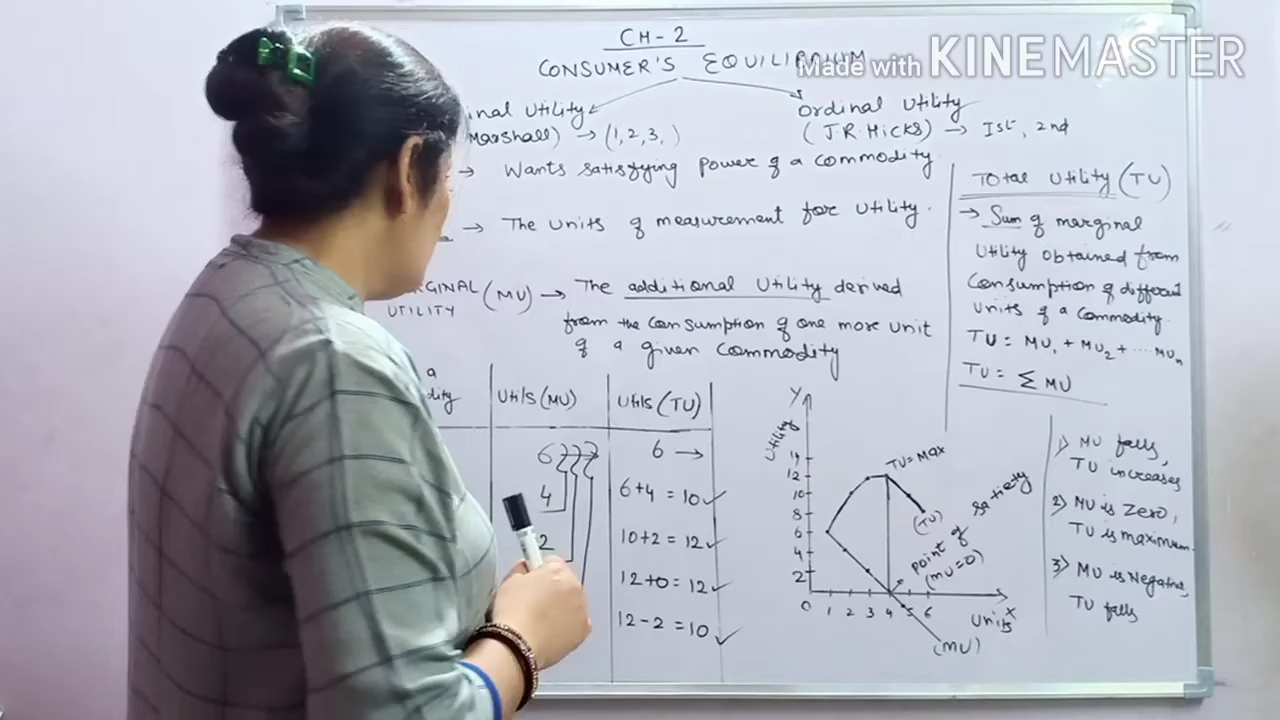 CH-2
CONSUMER'S EQUILIBRIUM
Made with KINEMASTER
inal Utility
Marshall) → (1, 2, 3, )
Ordinal Utility
(J.R. Hicks) → Ist, 2nd
→ Wants satisfying power of a commodity.
→ The units of measurement for utility.
MARGINAL UTILITY (MU) → The additional utility derived
from the consumption of one more unit
of a given commodity
Total Utility (TU)
→ Sum of marginal
utility obtained from
Consumption of different
units of a commodity.
TU = MU1 + MU2 + ....MUn
TU = Σ MU
a
dity
Utils (MU)
6
4
2
Utils (TU)
6 →
6+4 = 10
10+2 = 12
12+0 = 12
12-2 = 10
Y
Utility
14
12
10
8
6
4
2
0 1 2 3 4 5 6
X
Units
TU = Max
(TU)
Point of Satiety
(MU=0)
(MU)
1) MU falls,
TU increases
2) MU is zero,
TU is maximum.
3) MU is Negative,
TU falls